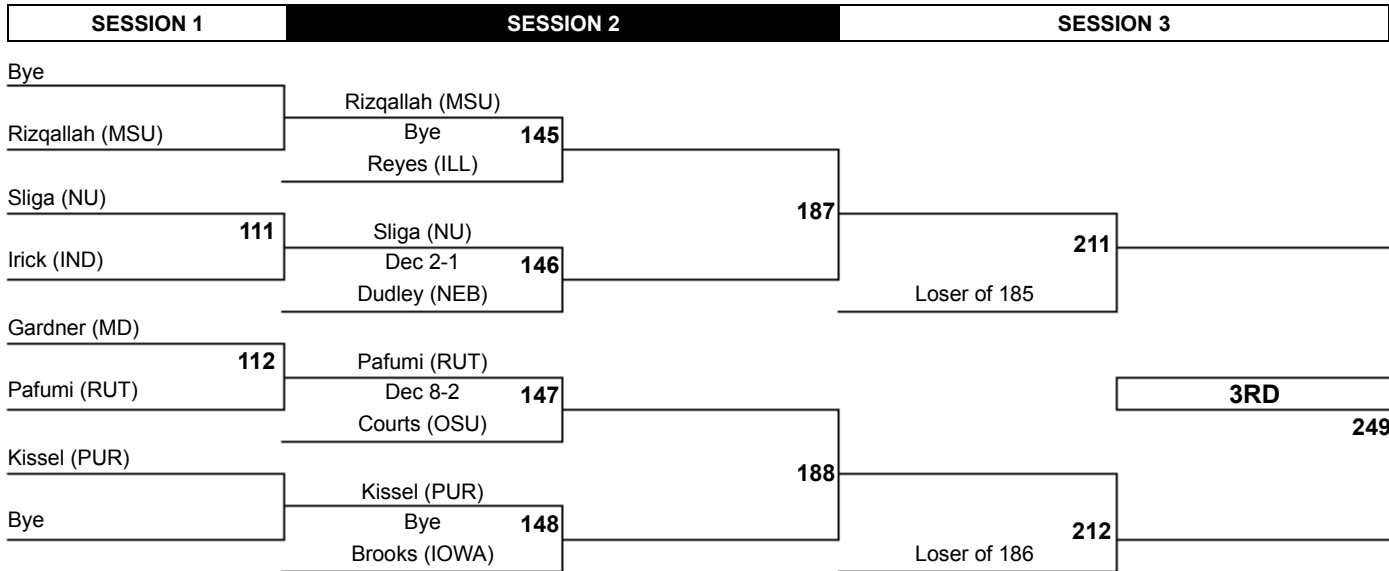 SESSION 1
SESSION 2
SESSION 3
Bye
Rizqallah (MSU)
Sliga (NU)
111
Irick (IND)
Gardner (MD)
112
Pafumi (RUT)
Kissel (PUR)
Bye
Rizqallah (MSU)
Bye
145
Reyes (ILL)
Sliga (NU)
Dec 2-1
146
Dudley (NEB)
Pafumi (RUT)
Dec 8-2
147
Courts (OSU)
Kissel (PUR)
Bye
148
Brooks (IOWA)
187
188
211
Loser of 185
3RD
249
212
Loser of 186